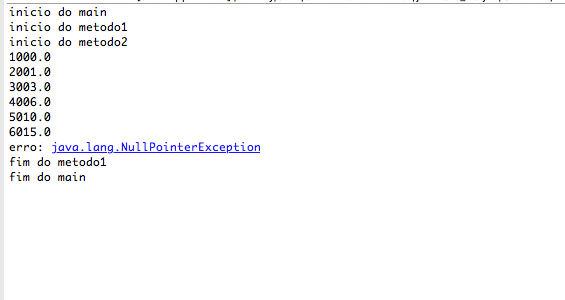 inicio do main
inicio do metodo1
inicio do metodo2
1000.0
2001.0
3003.0
4006.0
5010.0
6015.0
erro: java.lang.NullPointerException
fim do metodo1
fim do main